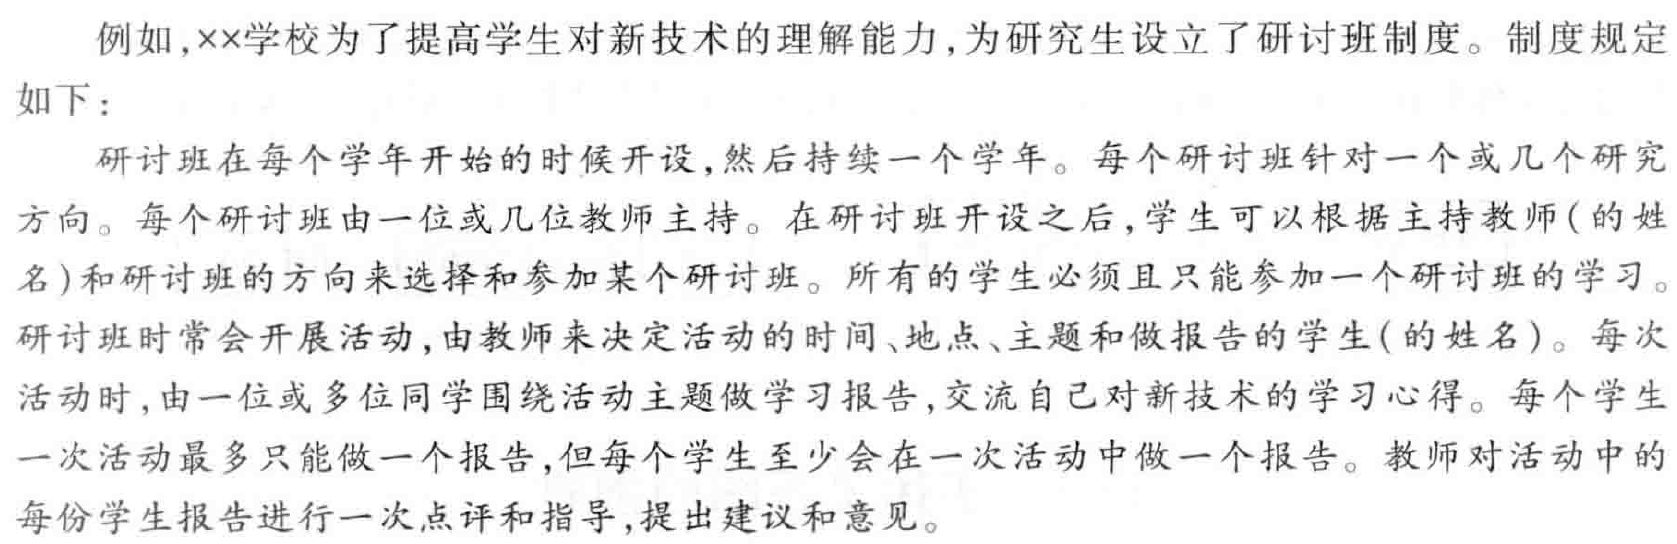 例如,××学校为了提高学生对新技术的理解能力,为研究生设立了研讨班制度。制度规定
如下:
研讨班在每个学年开始的时候开设,然后持续一个学年。每个研讨班针对一个或几个研究
方向。每个研讨班由一位或几位教师主持。在研讨班开设之后,学生可以根据主持教师(的姓
名)和研讨班的方向来选择和参加某个研讨班。所有的学生必须且只能参加一个研讨班的学习。
研讨班时常会开展活动,由教师来决定活动的时间、地点、主题和做报告的学生(的姓名)。每次
活动时,由一位或多位同学围绕活动主题做学习报告,交流自己对新技术的学习心得。每个学生
一次活动最多只能做一个报告,但每个学生至少会在一次活动中做一个报告。教师对活动中的
每份学生报告进行一次点评和指导,提出建议和意见。